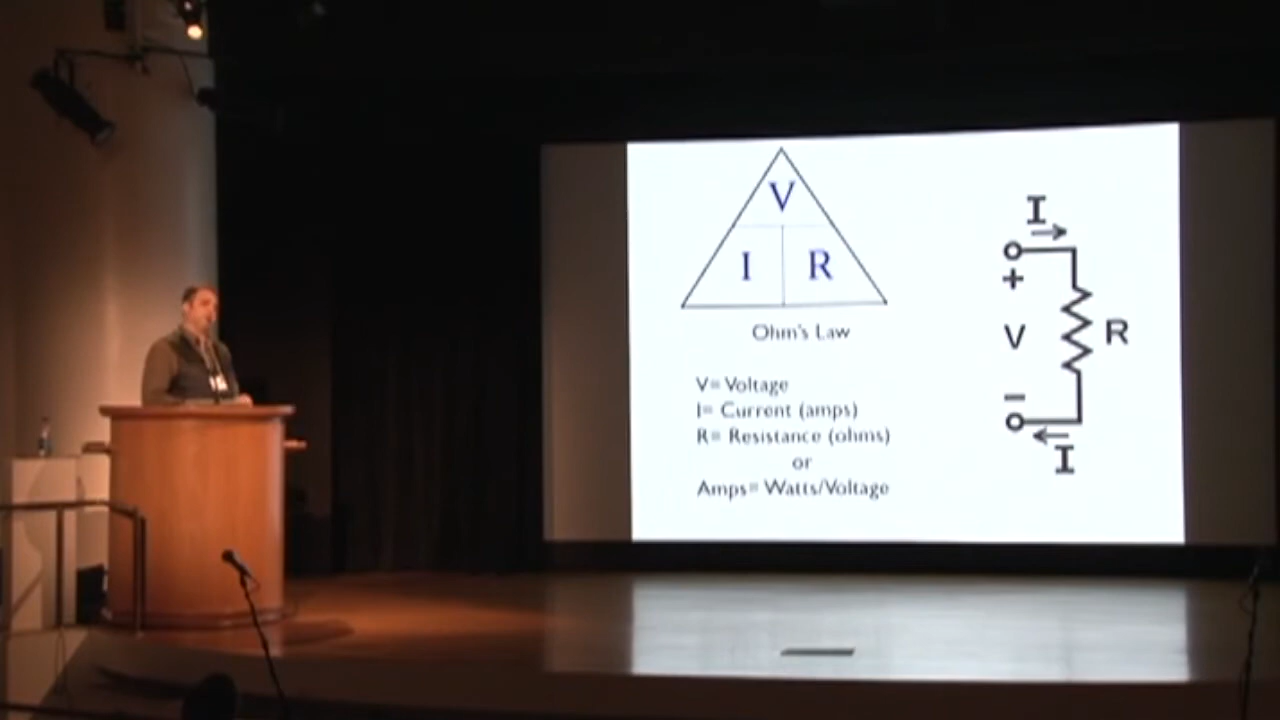 V
I R
Ohm's Law
V= Voltage
I= Current (amps)
R= Resistance (ohms)
or
Amps= Watts/Voltage
I
+
V R
−
I